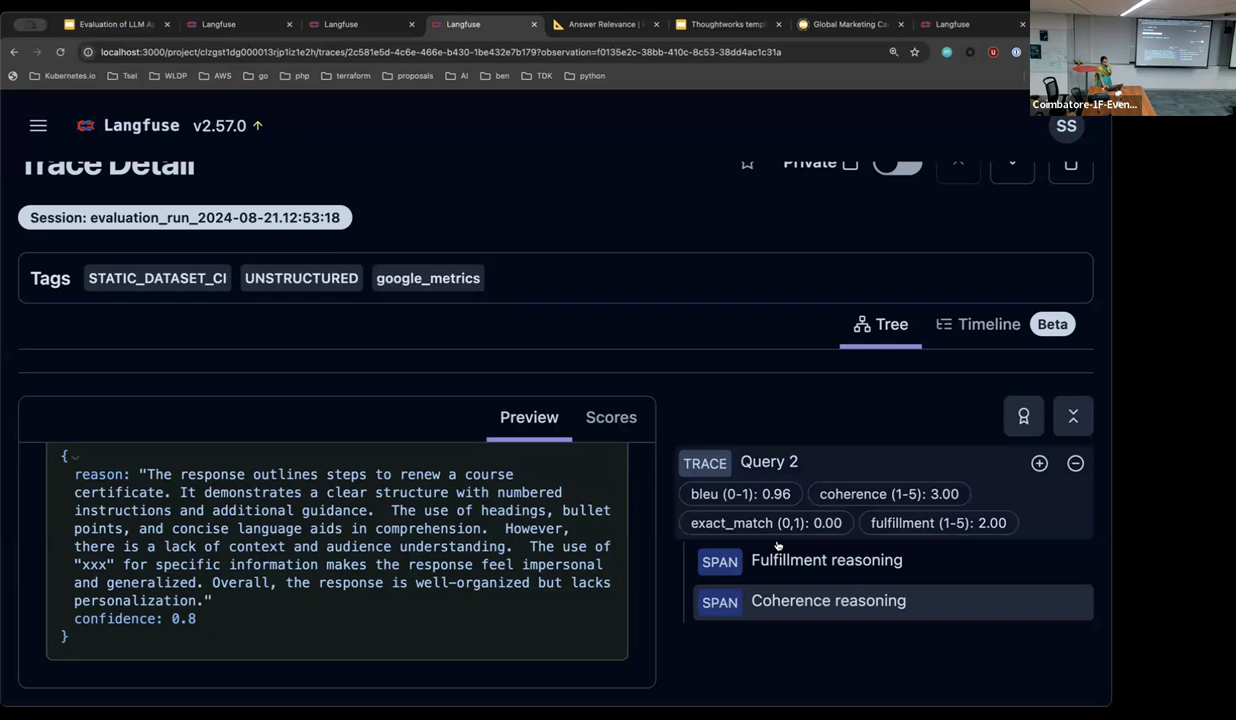 Evaluation of LLM A
Langfuse
Langfuse
Langfuse
Answer Relevance |
Thoughtworks temp
Global Marketing Ca
Langfuse
localhost:3000/project/clzgst1dg000013rjp1iz1e2h/traces/2c581e5d-4c6e-466e-b430-1be432e7b179?observation=f0135e2c-38bb-410c-8c53-38dd4ac1c31a
Kubernetes.io
Tsel
WLDP
AWS
go
php
terraform
proposals
AI
ben
TDK
python
Coimbatore-1F-Even...
Langfuse v2.57.0
SS
Trace Detail
Private
Session: evaluation_run_2024-08-21.12:53:18
Tags STATIC_DATASET_CI UNSTRUCTURED google_metrics
Tree Timeline Beta
Preview Scores
{
reason: "The response outlines steps to renew a course
certificate. It demonstrates a clear structure with numbered
instructions and additional guidance. The use of headings, bullet
points, and concise language aids in comprehension. However,
there is a lack of context and audience understanding. The use of
"xxx" for specific information makes the response feel impersonal
and generalized. Overall, the response is well-organized but lacks
personalization."
confidence: 0.8
}
TRACE Query 2
bleu (0-1): 0.96 coherence (1-5): 3.00
exact_match (0,1): 0.00 fulfillment (1-5): 2.00
SPAN Fulfillment reasoning
SPAN Coherence reasoning